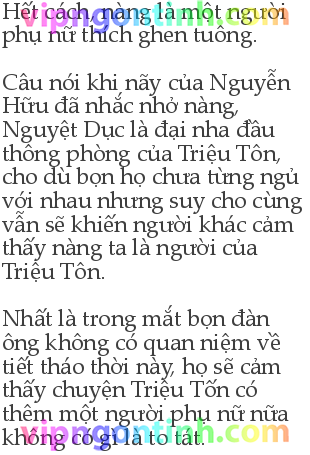 Hết cách, nàng là một người
phụ nữ thích ghen tuông.
Câu nói khi nãy của Nguyễn
Hữu đã nhắc nhở nàng,
Nguyệt Dục là đại nha đầu
thông phòng của Triệu Tôn,
cho dù bọn họ chưa từng ngủ
với nhau nhưng suy cho cùng
vẫn sẽ khiến người khác cảm
thấy nàng ta là người của
Triệu Tôn.
Nhất là trong mắt bọn đàn
ông không có quan niệm về
tiết tháo thời này, họ sẽ cảm
thấy chuyện Triệu Tốn có
thêm một người phụ nữ nữa
không có gì là to tát.
vipngontinh.com
vipngontinh.com